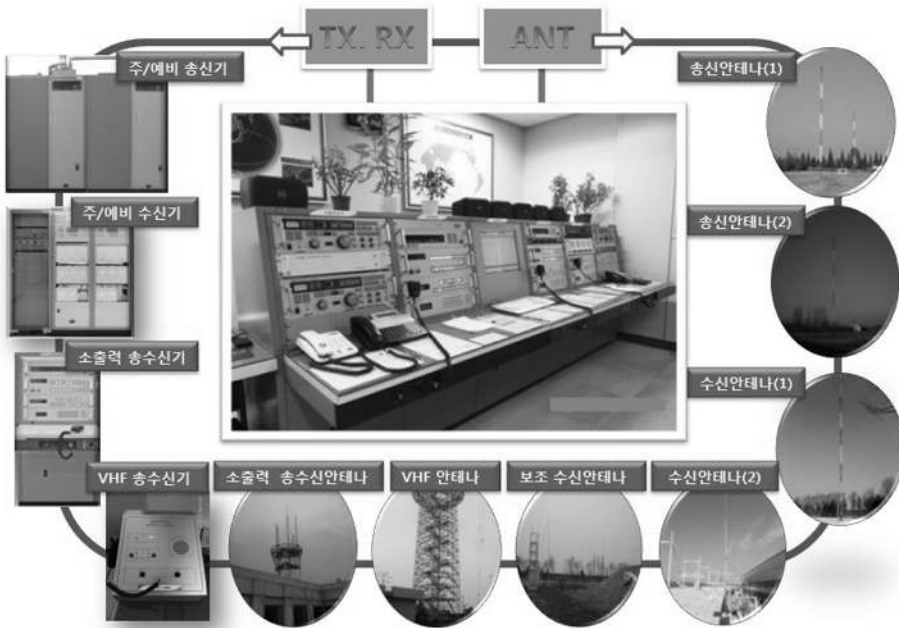 TX. RX
ANT
주/예비 송신기
송신안테나(1)
주/예비 수신기
송신안테나(2)
소출력 송수신기
수신안테나(1)
VHF 송수신기
소출력 송수신안테나
VHF 안테나
보조 수신안테나
수신안테나(2)